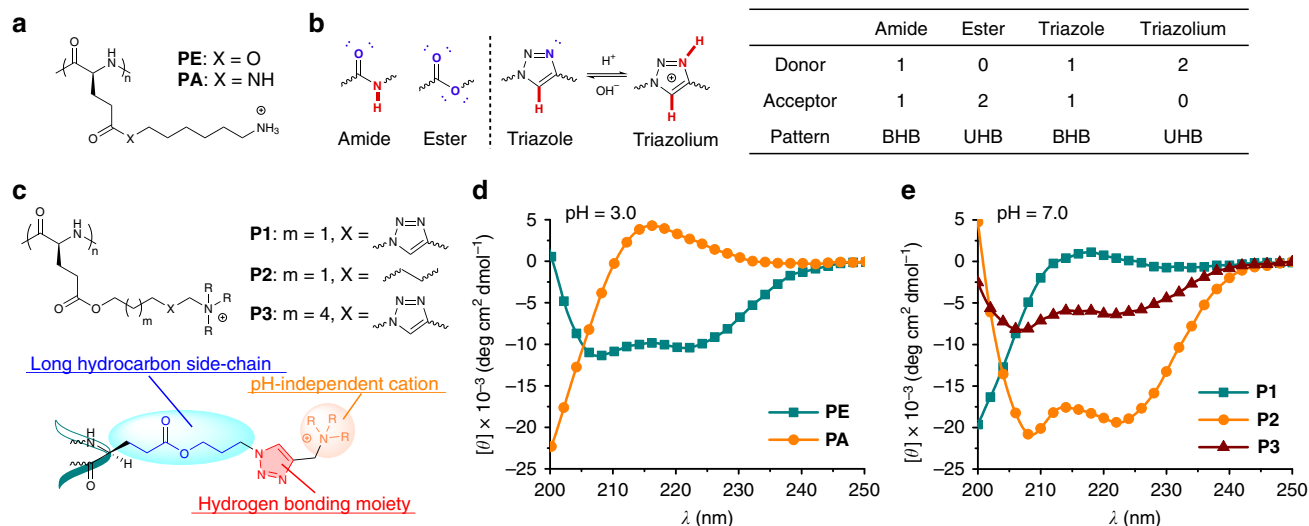 a
O
H
N
n
PE: X = O
PA: X = NH
O
X
NH3
⊕
b
O
N
H
Amide
O
O
Ester
N=N
N
H
Triazole
H+
OH−
H
N
N
N
⊕
H
Triazolium
Amide Ester Triazole Triazolium
Donor 1 0 1 2
Acceptor 1 2 1 0
Pattern BHB UHB BHB UHB
c
O
H
N
n
O
O
m
X
R
N
R
R
⊕
P1: m = 1, X =
N=N
N
P2: m = 1, X =
P3: m = 4, X =
N=N
N
Long hydrocarbon side-chain
pH-independent cation
H
N
O
H
O
O
N
N=N
R
R
N
R
⊕
Hydrogen bonding moiety
d
pH = 3.0
[θ] × 10−3 (deg cm2 dmol−1)
5
0
−5
−10
−15
−20
−25
PE
PA
200 210 220 230 240 250
λ (nm)
e
pH = 7.0
[θ] × 10−3 (deg cm2 dmol−1)
5
0
−5
−10
−15
−20
−25
P1
P2
P3
200 210 220 230 240 250
λ (nm)